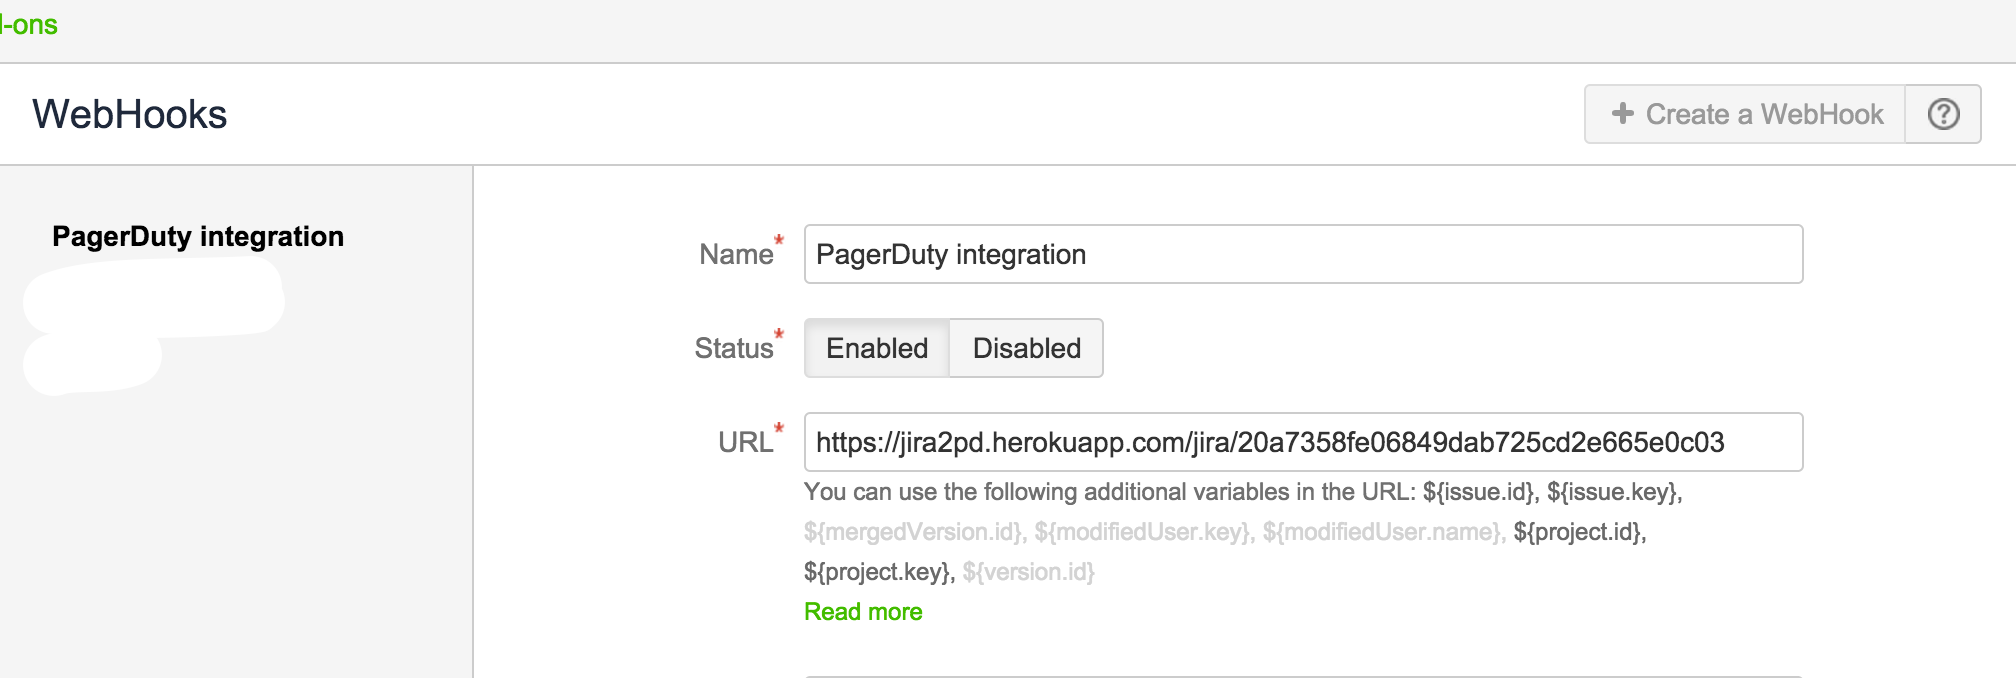 -ons
WebHooks
+ Create a WebHook
?
PagerDuty integration
Name* PagerDuty integration
Status* Enabled Disabled
URL* https://jira2pd.herokuapp.com/jira/20a7358fe06849dab725cd2e665e0c03
You can use the following additional variables in the URL: ${issue.id}, ${issue.key},
${mergedVersion.id}, ${modifiedUser.key}, ${modifiedUser.name}, ${project.id},
${project.key}, ${version.id}
Read more